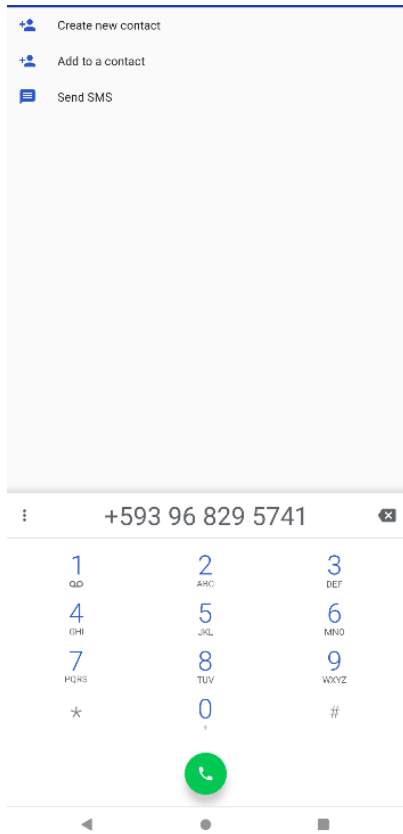 Create new contact
Add to a contact
Send SMS
+593 96 829 5741
1 2 3
ABC DEF
4 5 6
GHI JKL MNO
7 8 9
PQRS TUV WXYZ
* 0 #
+